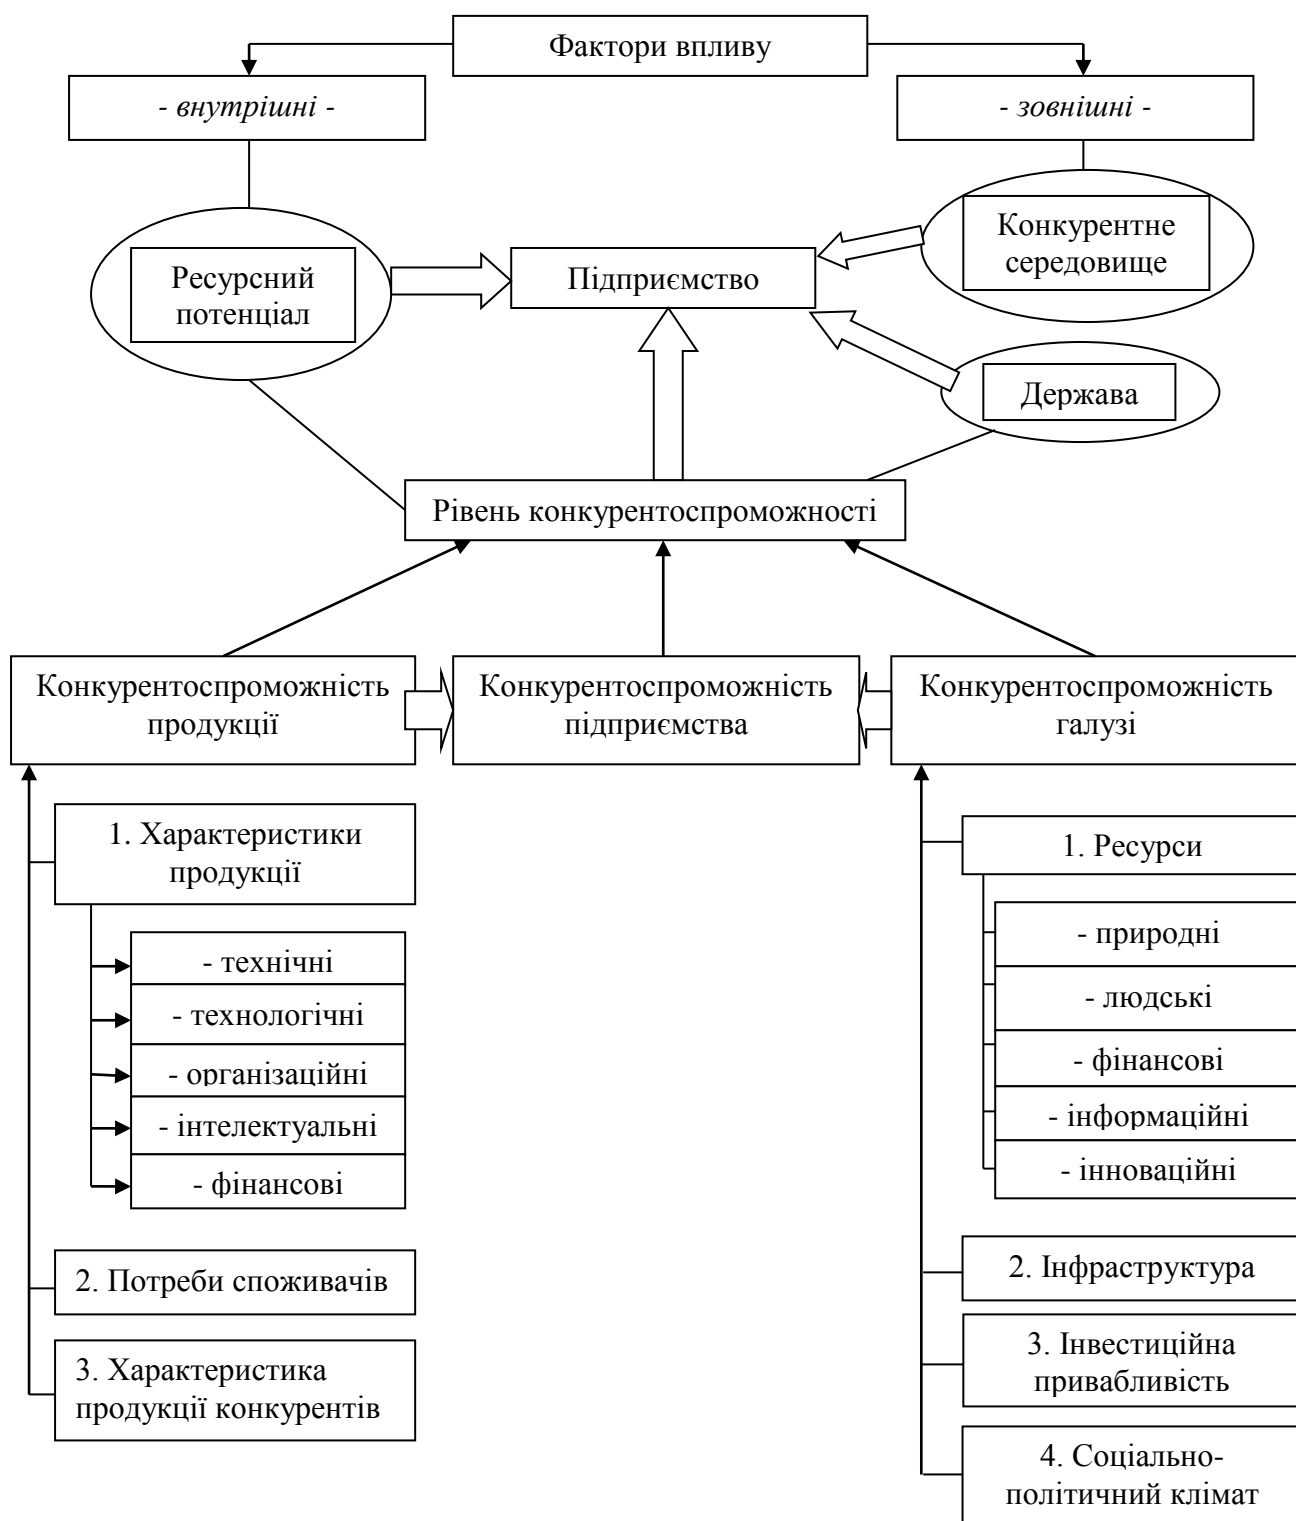 Фактори впливу
- внутрішні -
- зовнішні -
Конкурентне
середовище
Ресурсний
потенціал
Підприємство
Держава
Рівень конкурентоспроможності
Конкурентоспроможність
продукції
Конкурентоспроможність
підприємства
Конкурентоспроможність
галузі
1. Характеристики
продукції
- технічні
- технологічні
- організаційні
- інтелектуальні
- фінансові
2. Потреби споживачів
3. Характеристика
продукції конкурентів
1. Ресурси
- природні
- людські
- фінансові
- інформаційні
- інноваційні
2. Інфраструктура
3. Інвестиційна
привабливість
4. Соціально-
політичний клімат